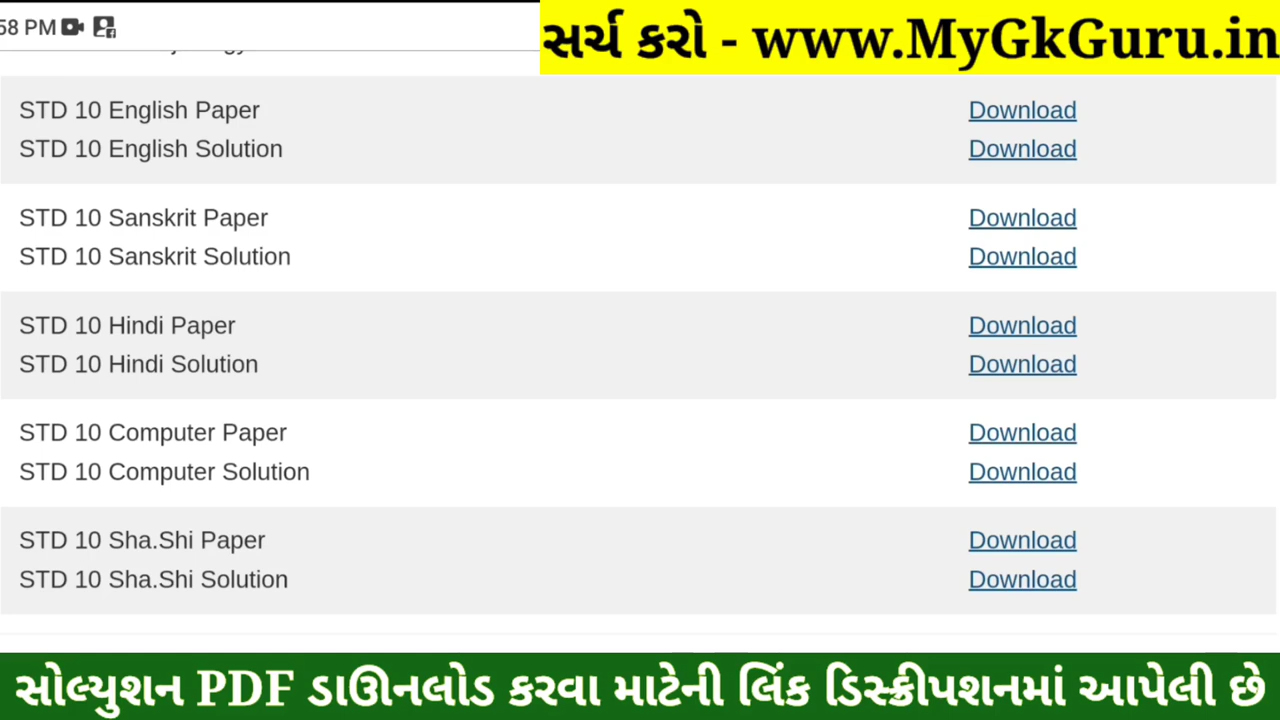 58 PM
સર્ચ કરો - www.MyGkGuru.in
STD 10 English Paper Download
STD 10 English Solution Download
STD 10 Sanskrit Paper Download
STD 10 Sanskrit Solution Download
STD 10 Hindi Paper Download
STD 10 Hindi Solution Download
STD 10 Computer Paper Download
STD 10 Computer Solution Download
STD 10 Sha.Shi Paper Download
STD 10 Sha.Shi Solution Download
સોલ્યુશન PDF ડાઊનલોડ કરવા માટેની લિંક ડિસ્ક્રીપશનમાં આપેલી છે